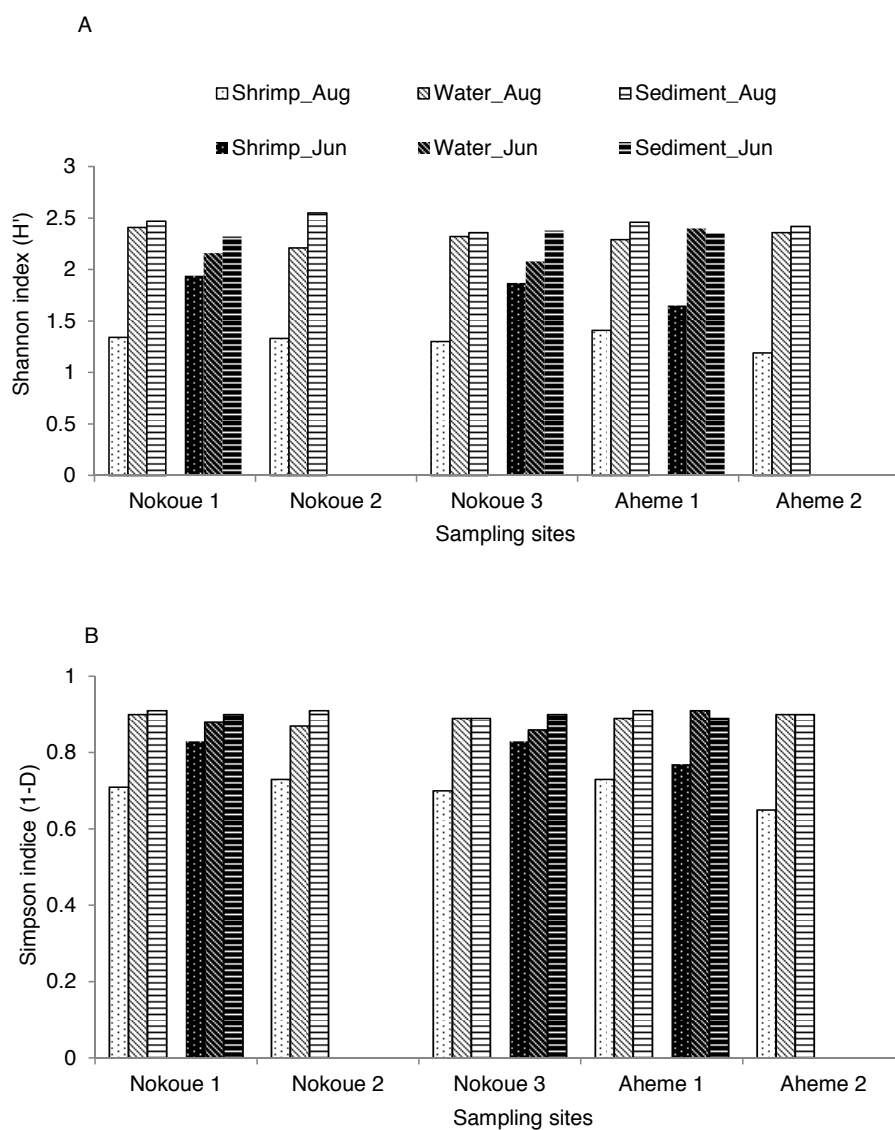 A
Shrimp_Aug Water_Aug Sediment_Aug
Shrimp_Jun Water_Jun Sediment_Jun
3
2.5
2
1.5
1
0.5
0
Shannon index (H')
Nokoue 1 Nokoue 2 Nokoue 3 Aheme 1 Aheme 2
Sampling sites
B
1
0.8
0.6
0.4
0.2
0
Simpson indice (1-D)
Nokoue 1 Nokoue 2 Nokoue 3 Aheme 1 Aheme 2
Sampling sites